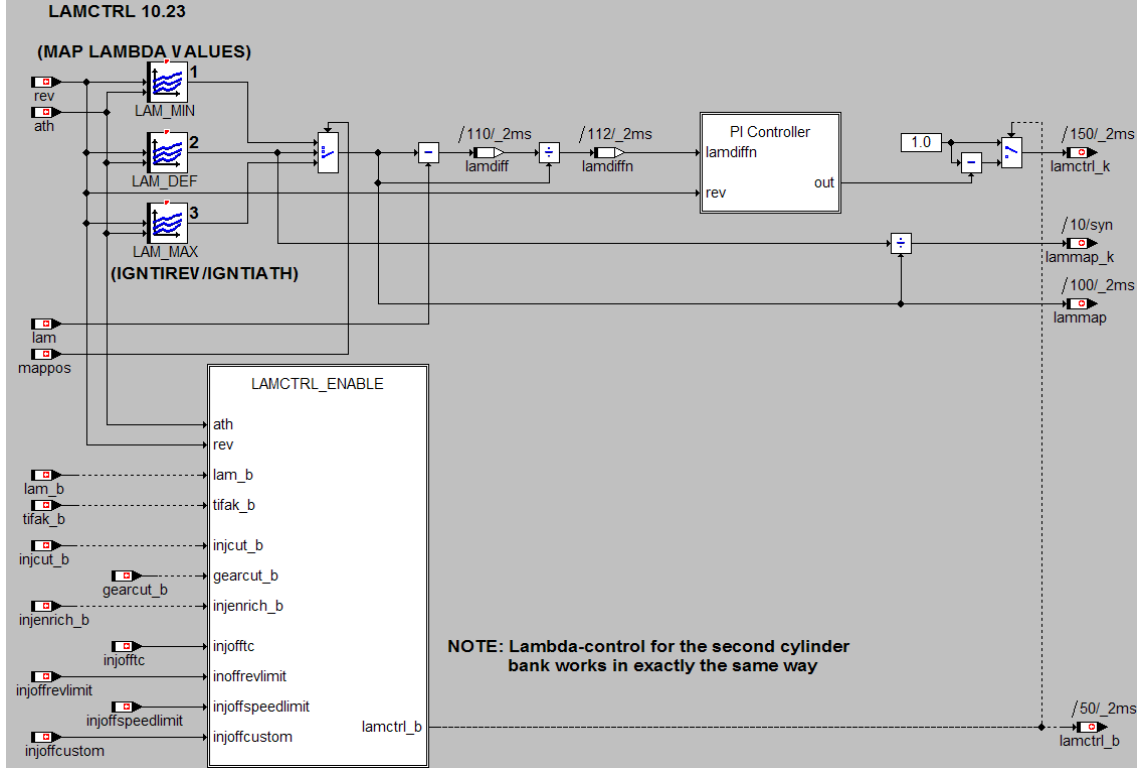 LAMCTRL 10.23
(MAP LAMBDA VALUES)
rev
ath
1
LAM_MIN
2
LAM_DEF
3
LAM_MAX
(IGNTIREV/IGNTIATH)
/110/_2ms
lamdiff
/112/_2ms
lamdiffn
PI Controller
lamdiffn
rev
out
1.0
/150/_2ms
lamctrl_k
/10/syn
lammap_k
/100/_2ms
lammap
lam
mappos
LAMCTRL_ENABLE
ath
rev
lam_b
lam_b
tifak_b
tifak_b
injcut_b
injcut_b
gearcut_b
gearcut_b
injenrich_b
injenrich_b
injofftc
injofftc
injoffrevlimit
inoffrevlimit
injoffspeedlimit
injoffspeedlimit
injoffcustom
injoffcustom
lamctrl_b
NOTE: Lambda-control for the second cylinder
bank works in exactly the same way
/50/_2ms
lamctrl_b